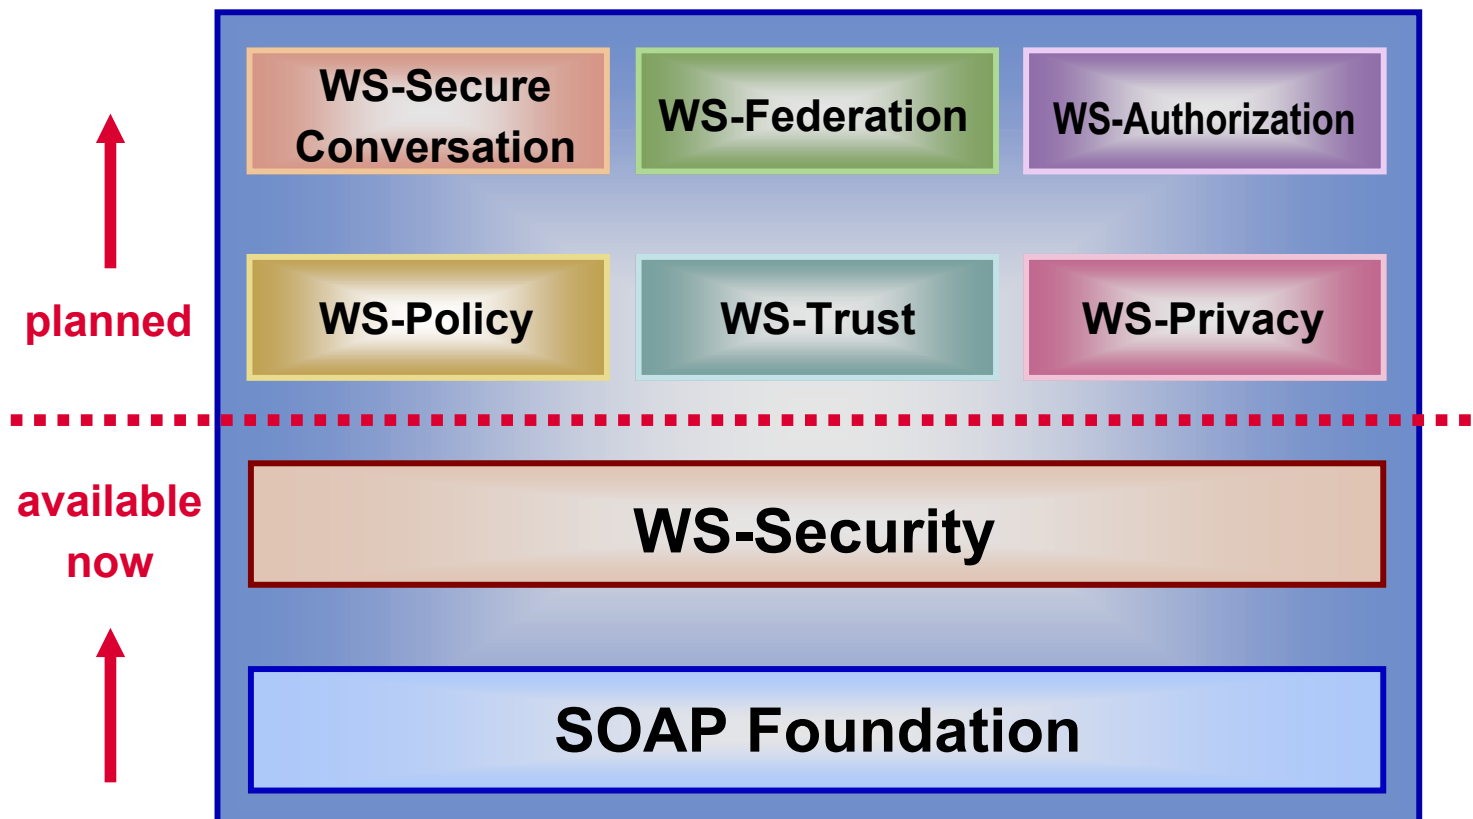 WS-Secure
Conversation
WS-Federation
WS-Authorization
planned
WS-Policy
WS-Trust
WS-Privacy
available
now
WS-Security
SOAP Foundation